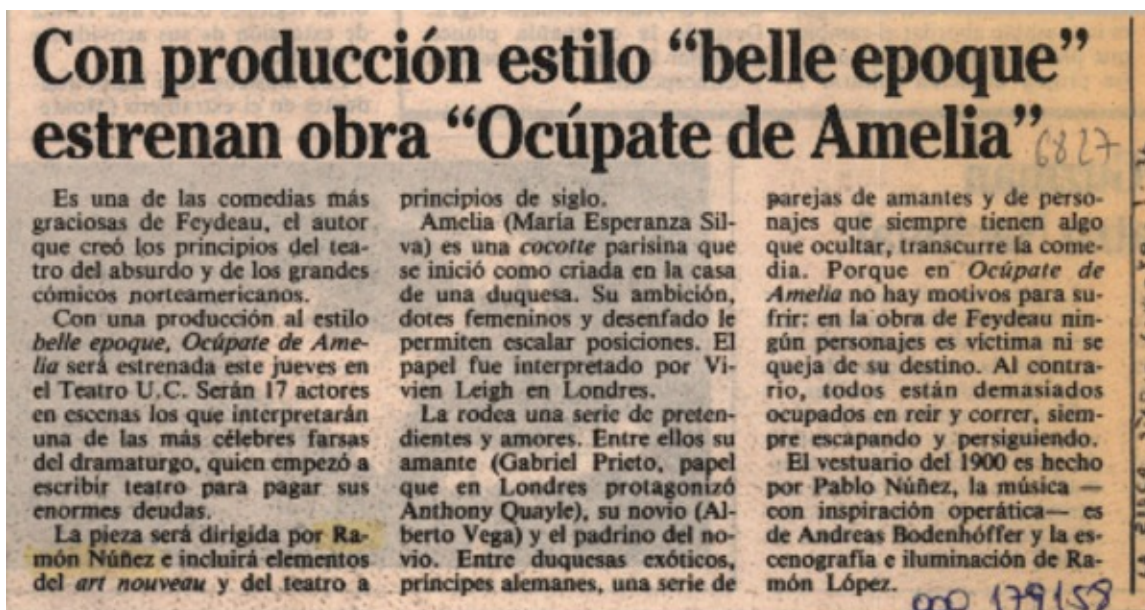 Con producción estilo “belle epoque”
estrenan obra “Ocúpate de Amelia”
6827
Es una de las comedias más
graciosas de Feydeau, el autor
que creó los principios del tea-
tro del absurdo y de los grandes
cómicos norteamericanos.
Con una producción al estilo
belle epoque, Ocúpate de Ame-
lia será estrenada este jueves en
el Teatro U.C. Serán 17 actores
en escenas los que interpretarán
una de las más célebres farsas
del dramaturgo, quien empezó a
escribir teatro para pagar sus
enormes deudas.
La pieza será dirigida por Ra-
món Núñez e incluirá elementos
del art nouveau y del teatro a
principios de siglo.
Amelia (María Esperanza Sil-
va) es una cocotte parisina que
se inició como criada en la casa
de una duquesa. Su ambición,
dotes femeninos y desenfado le
permiten escalar posiciones. El
papel fue interpretado por Vi-
vien Leigh en Londres.
La rodea una serie de preten-
dientes y amores. Entre ellos su
amante (Gabriel Prieto, papel
que en Londres protagonizó
Anthony Quayle), su novio (Al-
berto Vega) y el padrino del no-
vio. Entre duquesas exóticos,
príncipes alemanes, una serie de
parejas de amantes y de perso-
najes que siempre tienen algo
que ocultar, transcurre la come-
dia. Porque en Ocúpate de
Amelia no hay motivos para su-
frir: en la obra de Feydeau nin-
gún personajes es víctima ni se
queja de su destino. Al contra-
rio, todos están demasiados
ocupados en reir y correr, siem-
pre escapando y persiguiendo.
El vestuario del 1900 es hecho
por Pablo Núñez, la música —
con inspiración operática— es
de Andreas Bodenhöffer y la es-
cenografía e iluminación de Ra-
món López.
000 179158